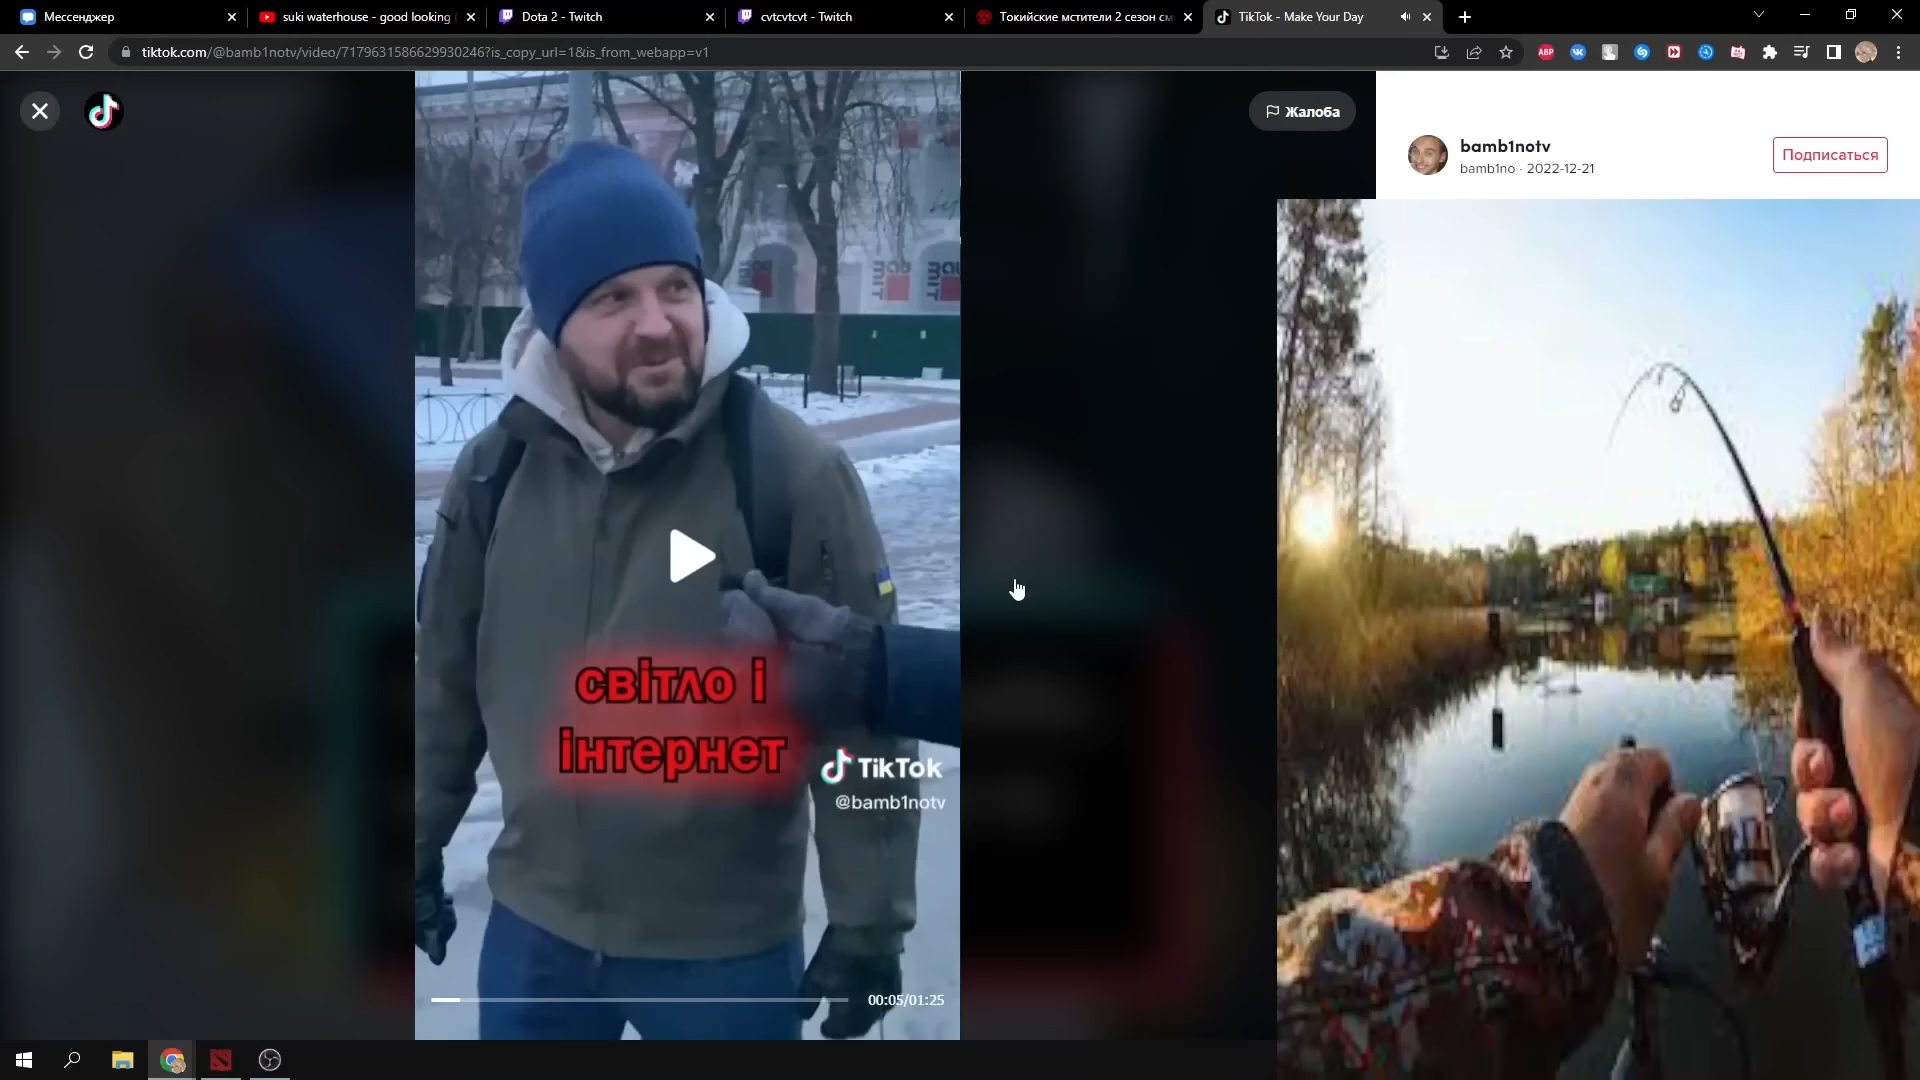 Мессенджер
suki waterhouse - good looking (
Dota 2 - Twitch
cvtcvtcvt - Twitch
Токийские мстители 2 сезон см
TikTok - Make Your Day
tiktok.com/@bamb1notv/video/7179631586629930246?is_copy_url=1&is_from_webapp=v1
ABP
Жалоба
bamb1notv
bamb1no · 2022-12-21
Подписаться
світло і
інтернет
TikTok
@bamb1notv
00:05/01:25